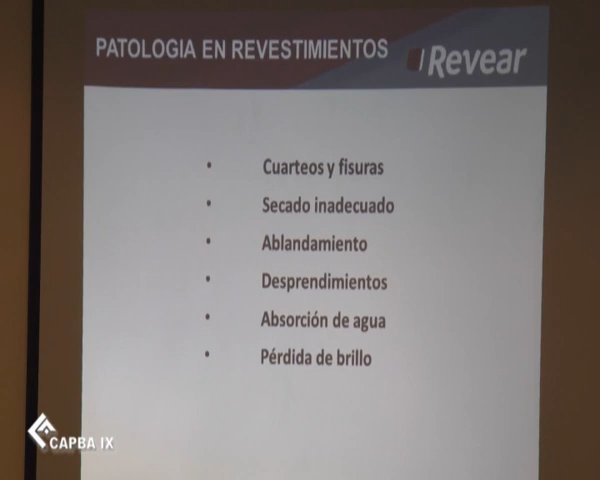 PATOLOGIA EN REVESTIMIENTOS
Revear
• Cuarteos y fisuras
• Secado inadecuado
• Ablandamiento
• Desprendimientos
• Absorción de agua
• Pérdida de brillo
CAPBA IX